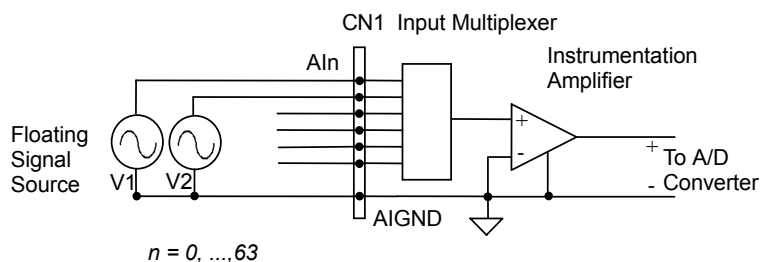 CN1 Input Multiplexer
AIn
Instrumentation
Amplifier
Floating
Signal
Source
V1
V2
+
-
+
-
To A/D
Converter
AIGND
n = 0, ...,63